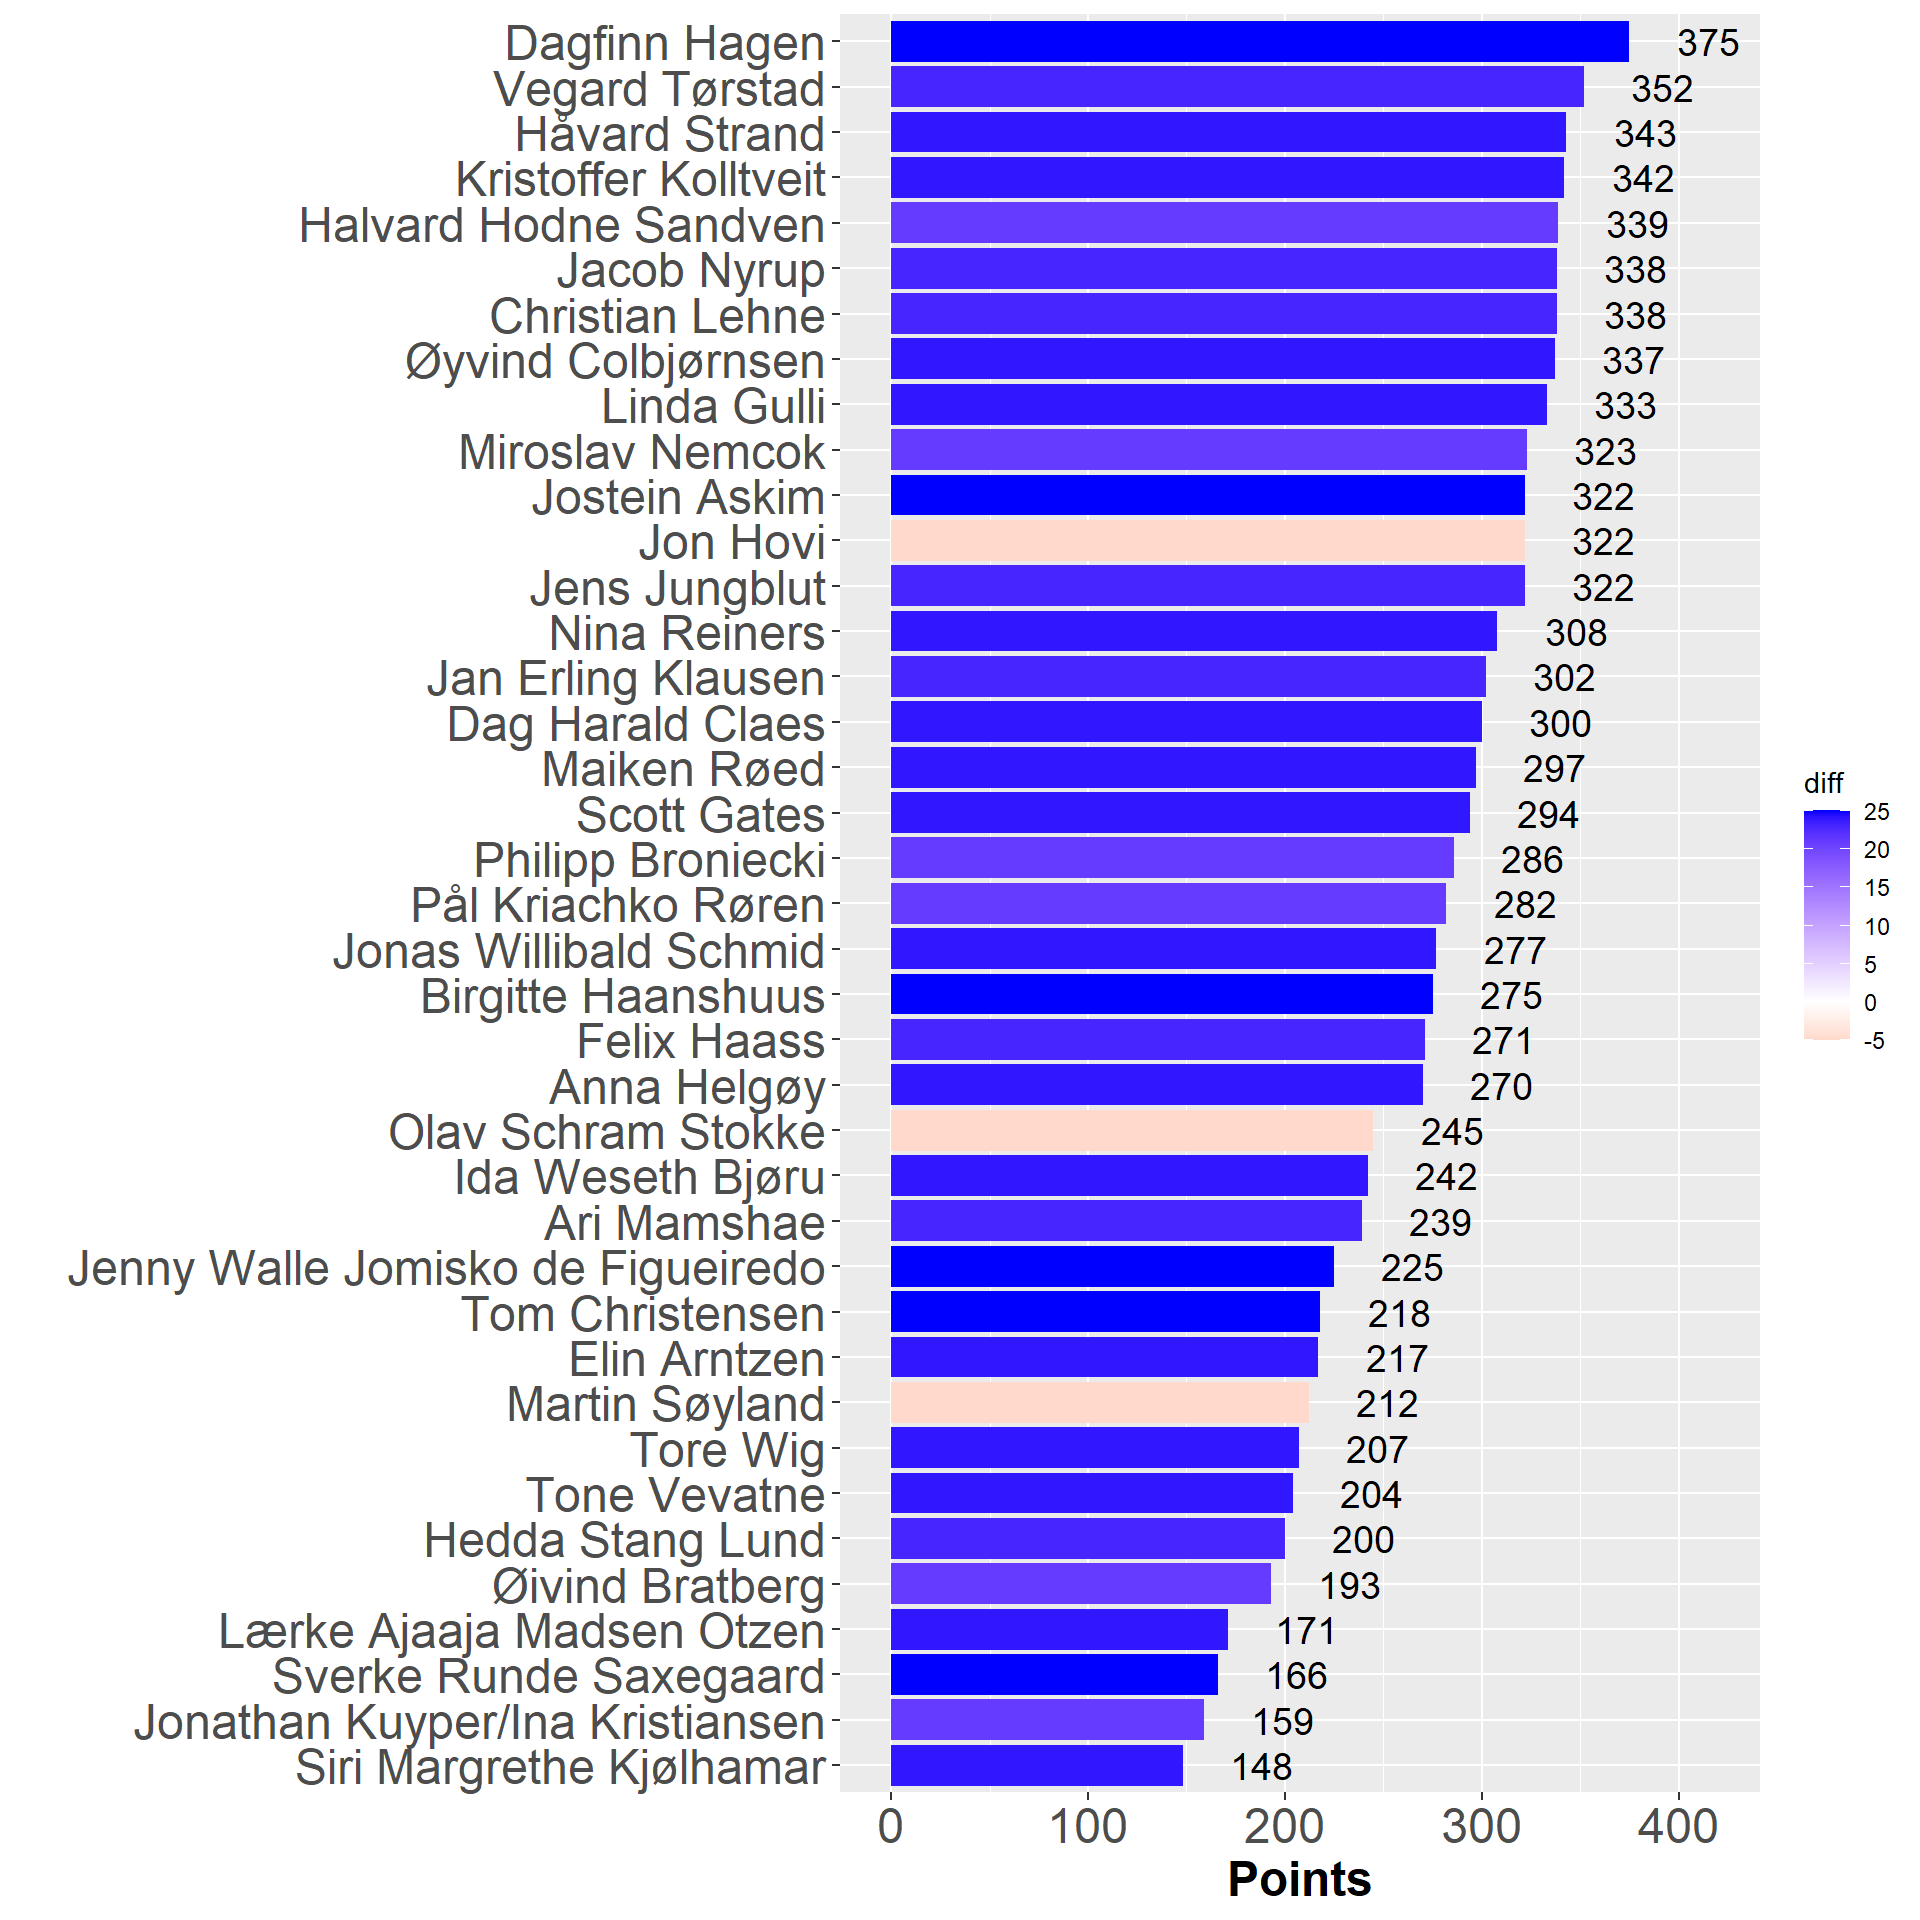 Dagfinn Hagen 375
Vegard Tørstad 352
Håvard Strand 343
Kristoffer Kolltveit 342
Halvard Hodne Sandven 339
Jacob Nyrup 338
Christian Lehne 338
Øyvind Colbjørnsen 337
Linda Gulli 333
Miroslav Nemcok 323
Jostein Askim 322
Jon Hovi 322
Jens Jungblut 322
Nina Reiners 308
Jan Erling Klausen 302
Dag Harald Claes 300
Maiken Røed 297
Scott Gates 294
Philipp Broniecki 286
Pål Kriachko Røren 282
Jonas Willibald Schmid 277
Birgitte Haanshuus 275
Felix Haass 271
Anna Helgøy 270
Olav Schram Stokke 245
Ida Weseth Bjøru 242
Ari Mamshae 239
Jenny Walle Jomisko de Figueiredo 225
Tom Christensen 218
Elin Arntzen 217
Martin Søyland 212
Tore Wig 207
Tone Vevatne 204
Hedda Stang Lund 200
Øivind Bratberg 193
Lærke Ajaaja Madsen Otzen 171
Sverke Runde Saxegaard 166
Jonathan Kuyper/Ina Kristiansen 159
Siri Margrethe Kjølhamar 148
0 100 200 300 400
Points
diff
25
20
15
10
5
0
-5